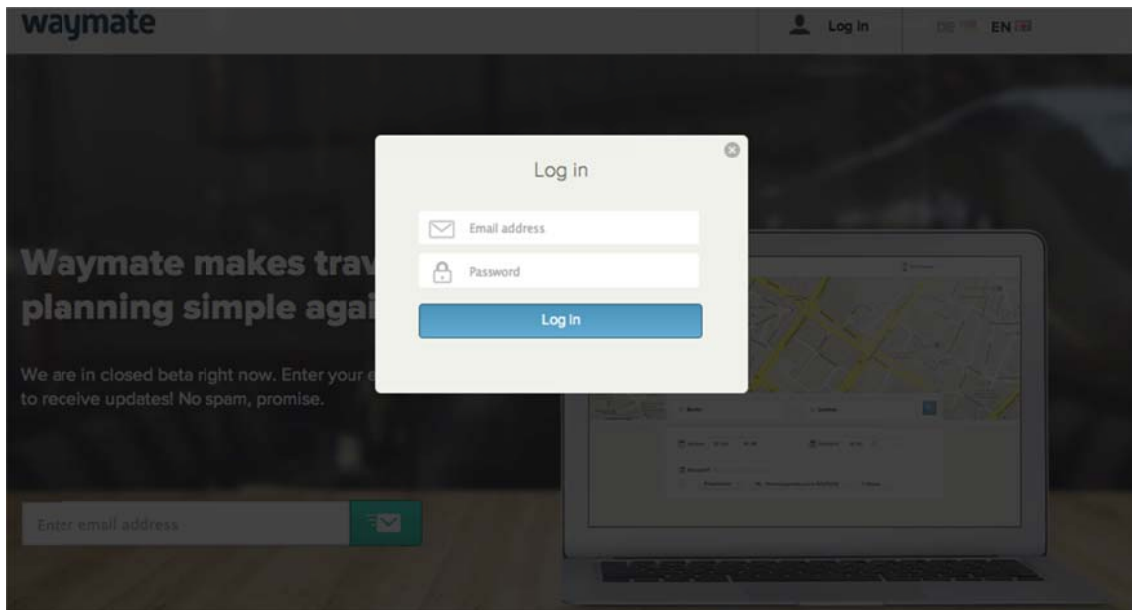 waymate
Log in
DE EN
Log in
Email address
Password
Log In
Waymate makes trav
planning simple agai
We are in closed beta right now. Enter your e
to receive updates! No spam, promise.
Enter email address